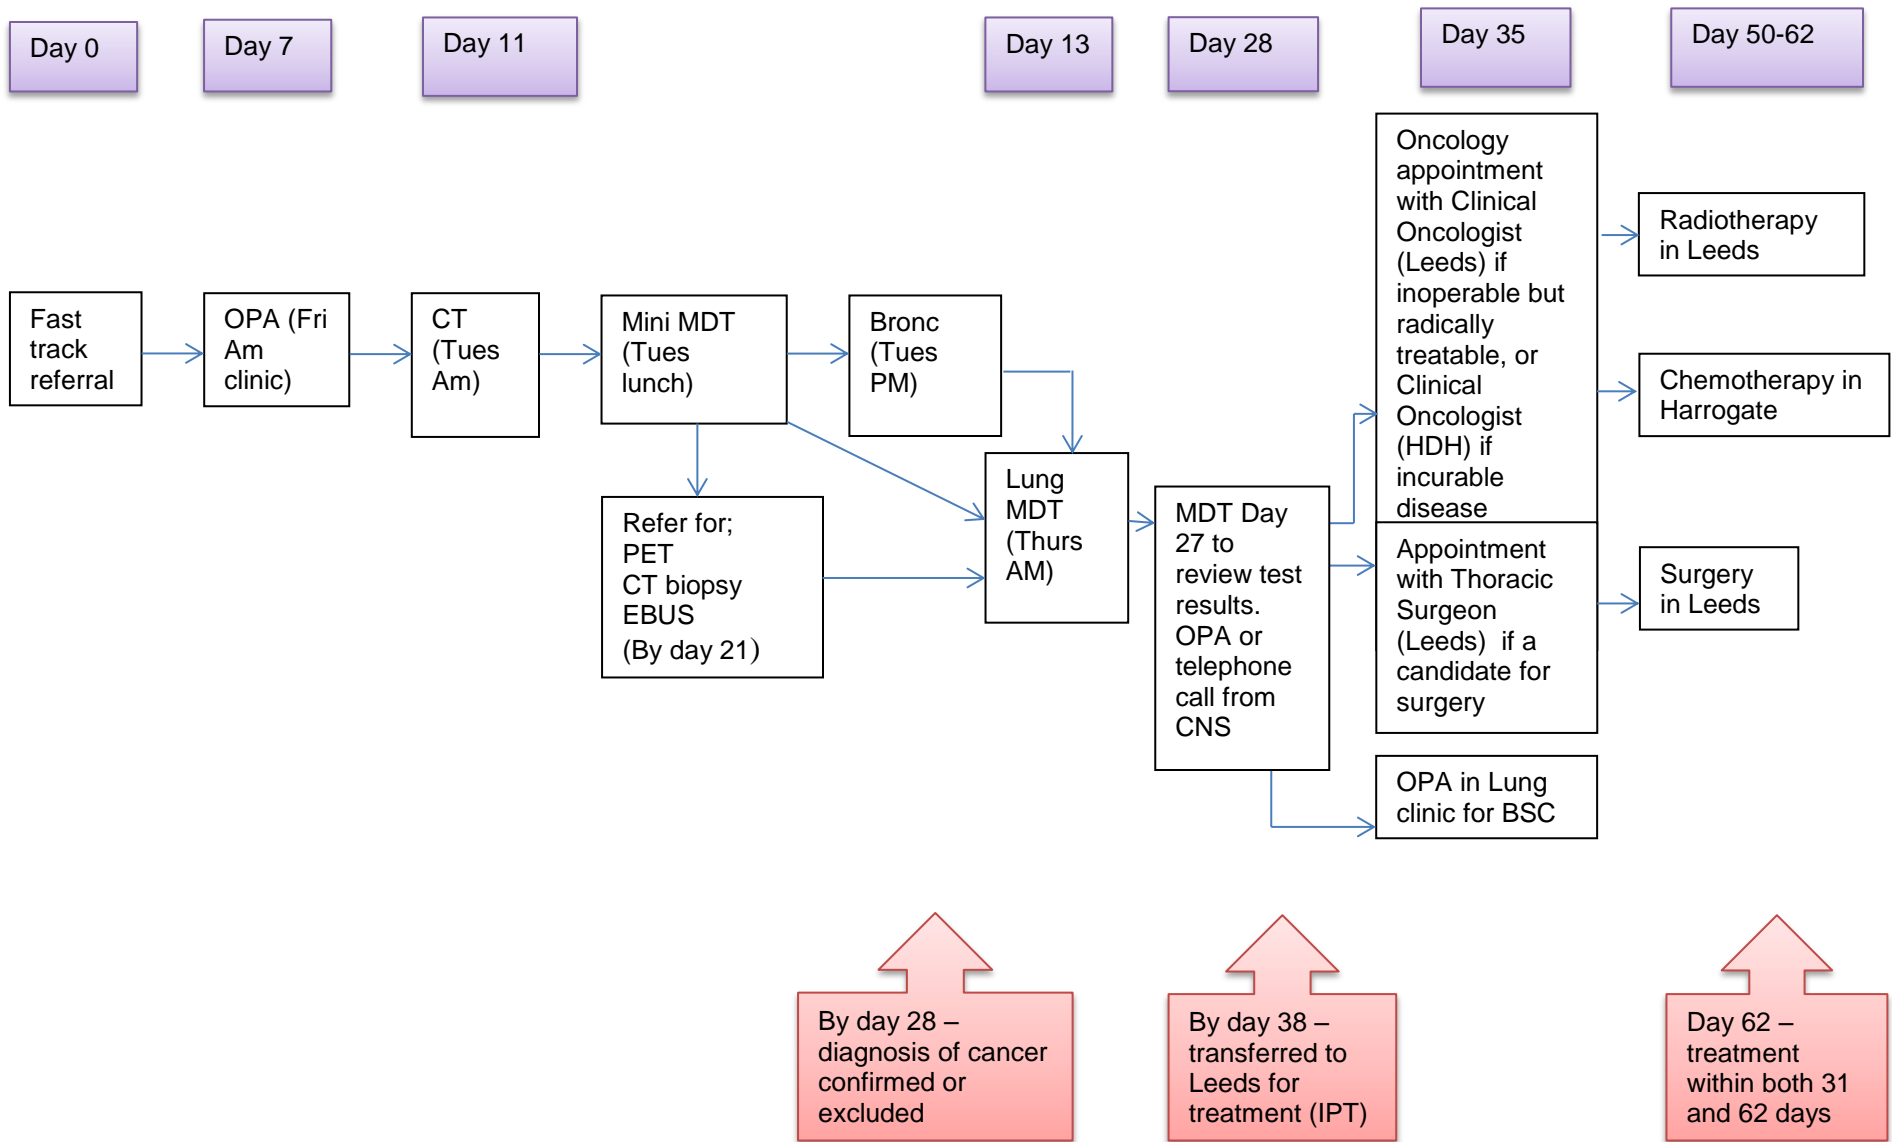 Day 0
Day 7
Day 11
Day 13
Day 28
Day 35
Day 50-62
Fast
track
referral
OPA (Fri
Am
clinic)
CT
(Tues
Am)
Mini MDT
(Tues
lunch)
Bronc
(Tues
PM)
Refer for;
PET
CT biopsy
EBUS
(By day 21)
Lung
MDT
(Thurs
AM)
MDT Day
27 to
review test
results.
OPA or
telephone
call from
CNS
Oncology
appointment
with Clinical
Oncologist
(Leeds) if
inoperable but
radically
treatable, or
Clinical
Oncologist
(HDH) if
incurable
disease
Appointment
with Thoracic
Surgeon
(Leeds)  if a
candidate for
surgery
OPA in Lung
clinic for BSC
Radiotherapy
in Leeds
Chemotherapy in
Harrogate
Surgery
in Leeds
By day 28 –
diagnosis of cancer
confirmed or
excluded
By day 38 –
transferred to
Leeds for
treatment (IPT)
Day 62 –
treatment
within both 31
and 62 days